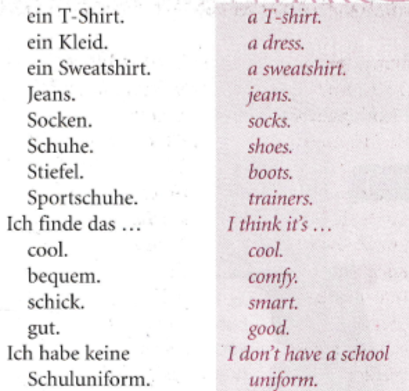 ein T-Shirt. a T-shirt.
ein Kleid. a dress.
ein Sweatshirt. a sweatshirt.
Jeans. jeans.
Socken. socks.
Schuhe. shoes.
Stiefel. boots.
Sportschuhe. trainers.
Ich finde das … I think it's …
cool. cool.
bequem. comfy.
schick. smart.
gut. good.
Ich habe keine I don't have a school
Schuluniform. uniform.